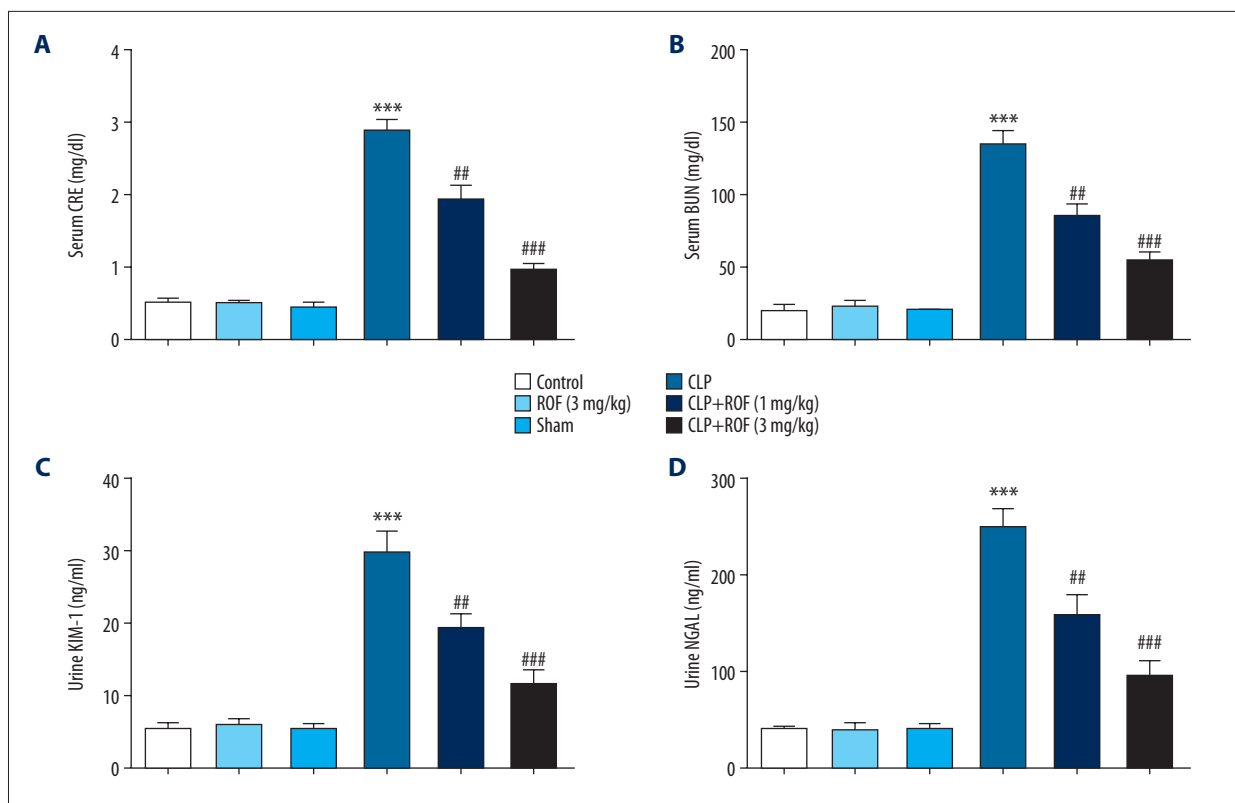 A
Serum CRE (mg/dl)
4
3
2
1
0
***
##
###
B
Serum BUN (mg/dl)
200
150
100
50
0
***
##
###
Control
ROF (3 mg/kg)
Sham
CLP
CLP+ROF (1 mg/kg)
CLP+ROF (3 mg/kg)
C
Urine KIM-1 (ng/ml)
40
30
20
10
0
***
##
###
D
Urine NGAL (ng/ml)
300
200
100
0
***
##
###